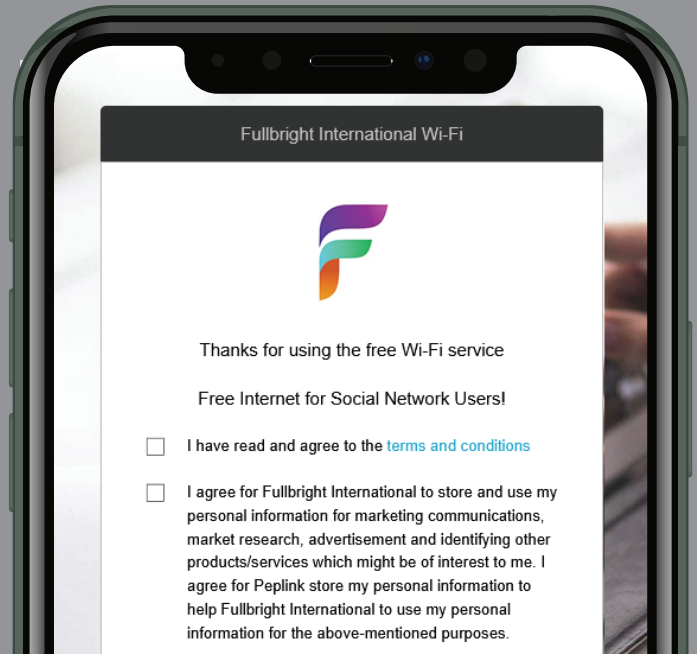 Fullbright International Wi-Fi
Thanks for using the free Wi-Fi service
Free Internet for Social Network Users!
I have read and agree to the terms and conditions
I agree for Fullbright International to store and use my
personal information for marketing communications,
market research, advertisement and identifying other
products/services which might be of interest to me. I
agree for Peplink store my personal information to
help Fullbright International to use my personal
information for the above-mentioned purposes.